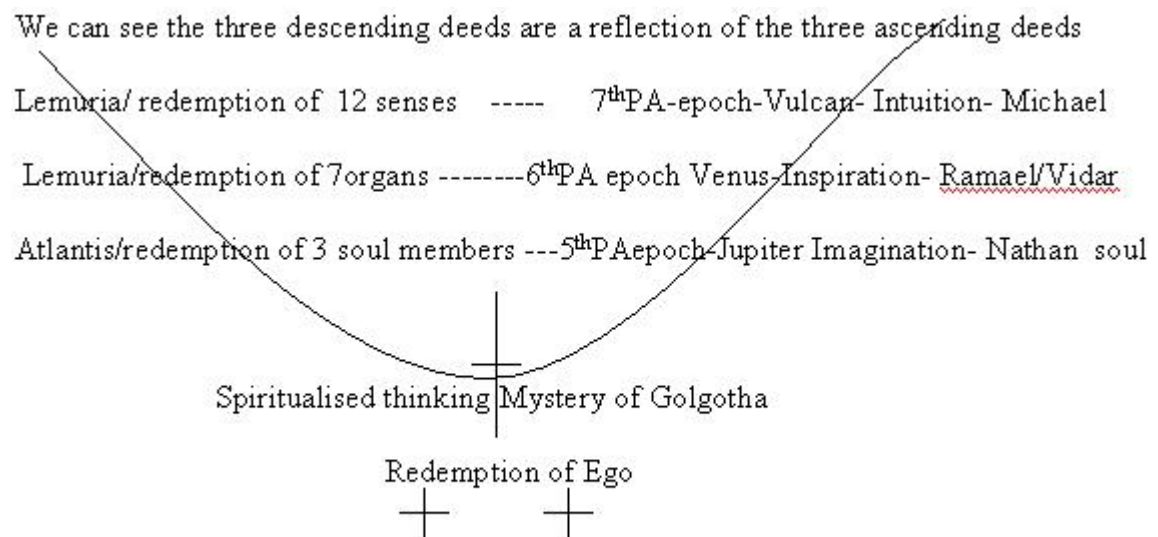 We can see the three descending deeds are a reflection of the three ascending deeds
Lemuria/ redemption of 12 senses ----- 7thPA-epoch-Vulcan- Intuition- Michael
Lemuria/redemption of 7organs --------6thPA epoch Venus-Inspiration- Ramael/Vidar
Atlantis/redemption of 3 soul members ---5thPAepoch-Jupiter Imagination- Nathan soul
Spiritualised thinking Mystery of Golgotha
Redemption of Ego